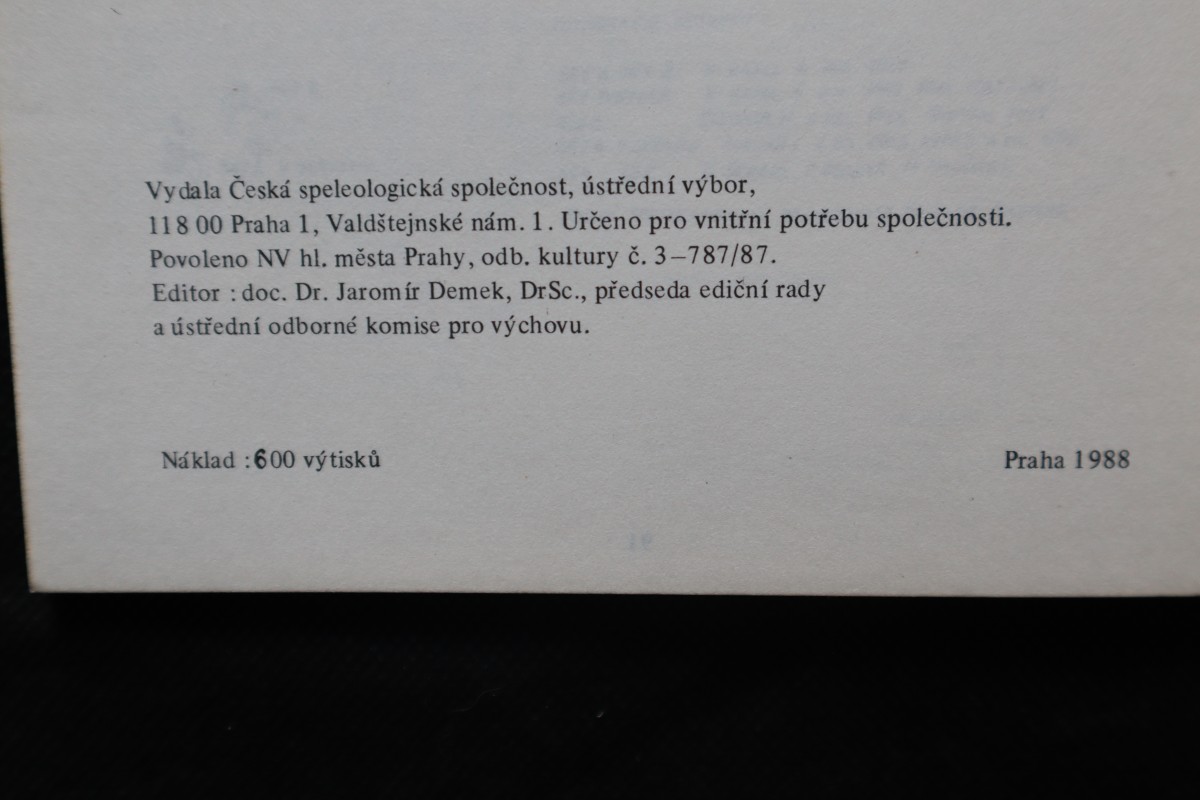 Vydala Česká speleologická společnost, ústřední výbor,
118 00 Praha 1, Valdštejnské nám. 1. Určeno pro vnitřní potřebu společnosti.
Povoleno NV hl. města Prahy, odb. kultury č. 3–787/87.
Editor : doc. Dr. Jaromír Demek, DrSc., předseda ediční rady
a ústřední odborné komise pro výchovu.
Náklad : 600 výtisků
Praha 1988